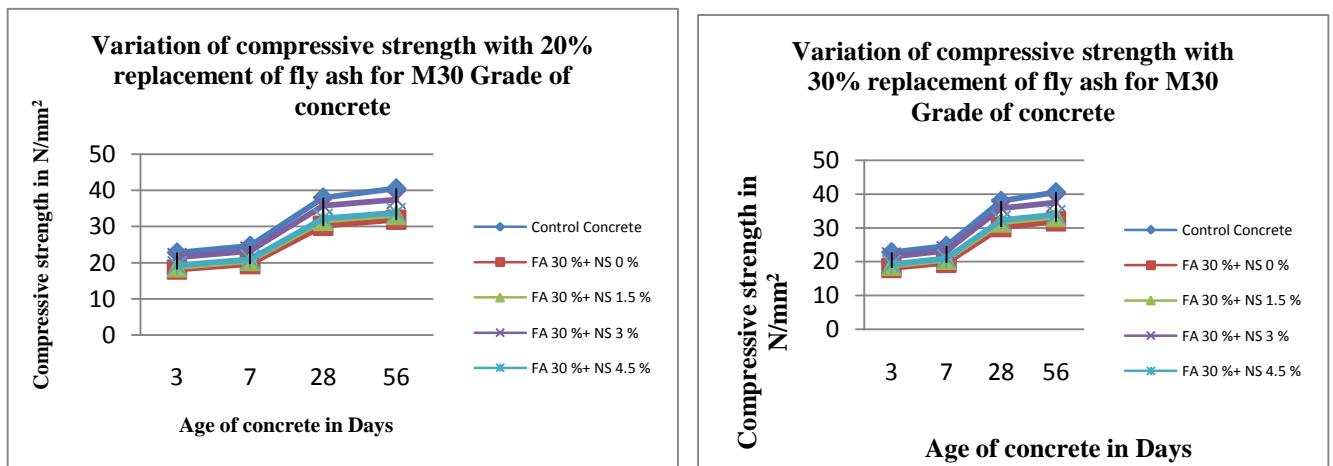 Variation of compressive strength with 20%
replacement of fly ash for M30 Grade of
concrete
Compressive strength in N/mm²
50
40
30
20
10
0
3 7 28 56
Age of concrete in Days
Control Concrete
FA 30 %+ NS 0 %
FA 30 %+ NS 1.5 %
FA 30 %+ NS 3 %
FA 30 %+ NS 4.5 %
Variation of compressive strength with
30% replacement of fly ash for M30
Grade of concrete
Compressive strength in
N/mm²
50
40
30
20
10
0
3 7 28 56
Age of concrete in Days
Control Concrete
FA 30 %+ NS 0 %
FA 30 %+ NS 1.5 %
FA 30 %+ NS 3 %
FA 30 %+ NS 4.5 %